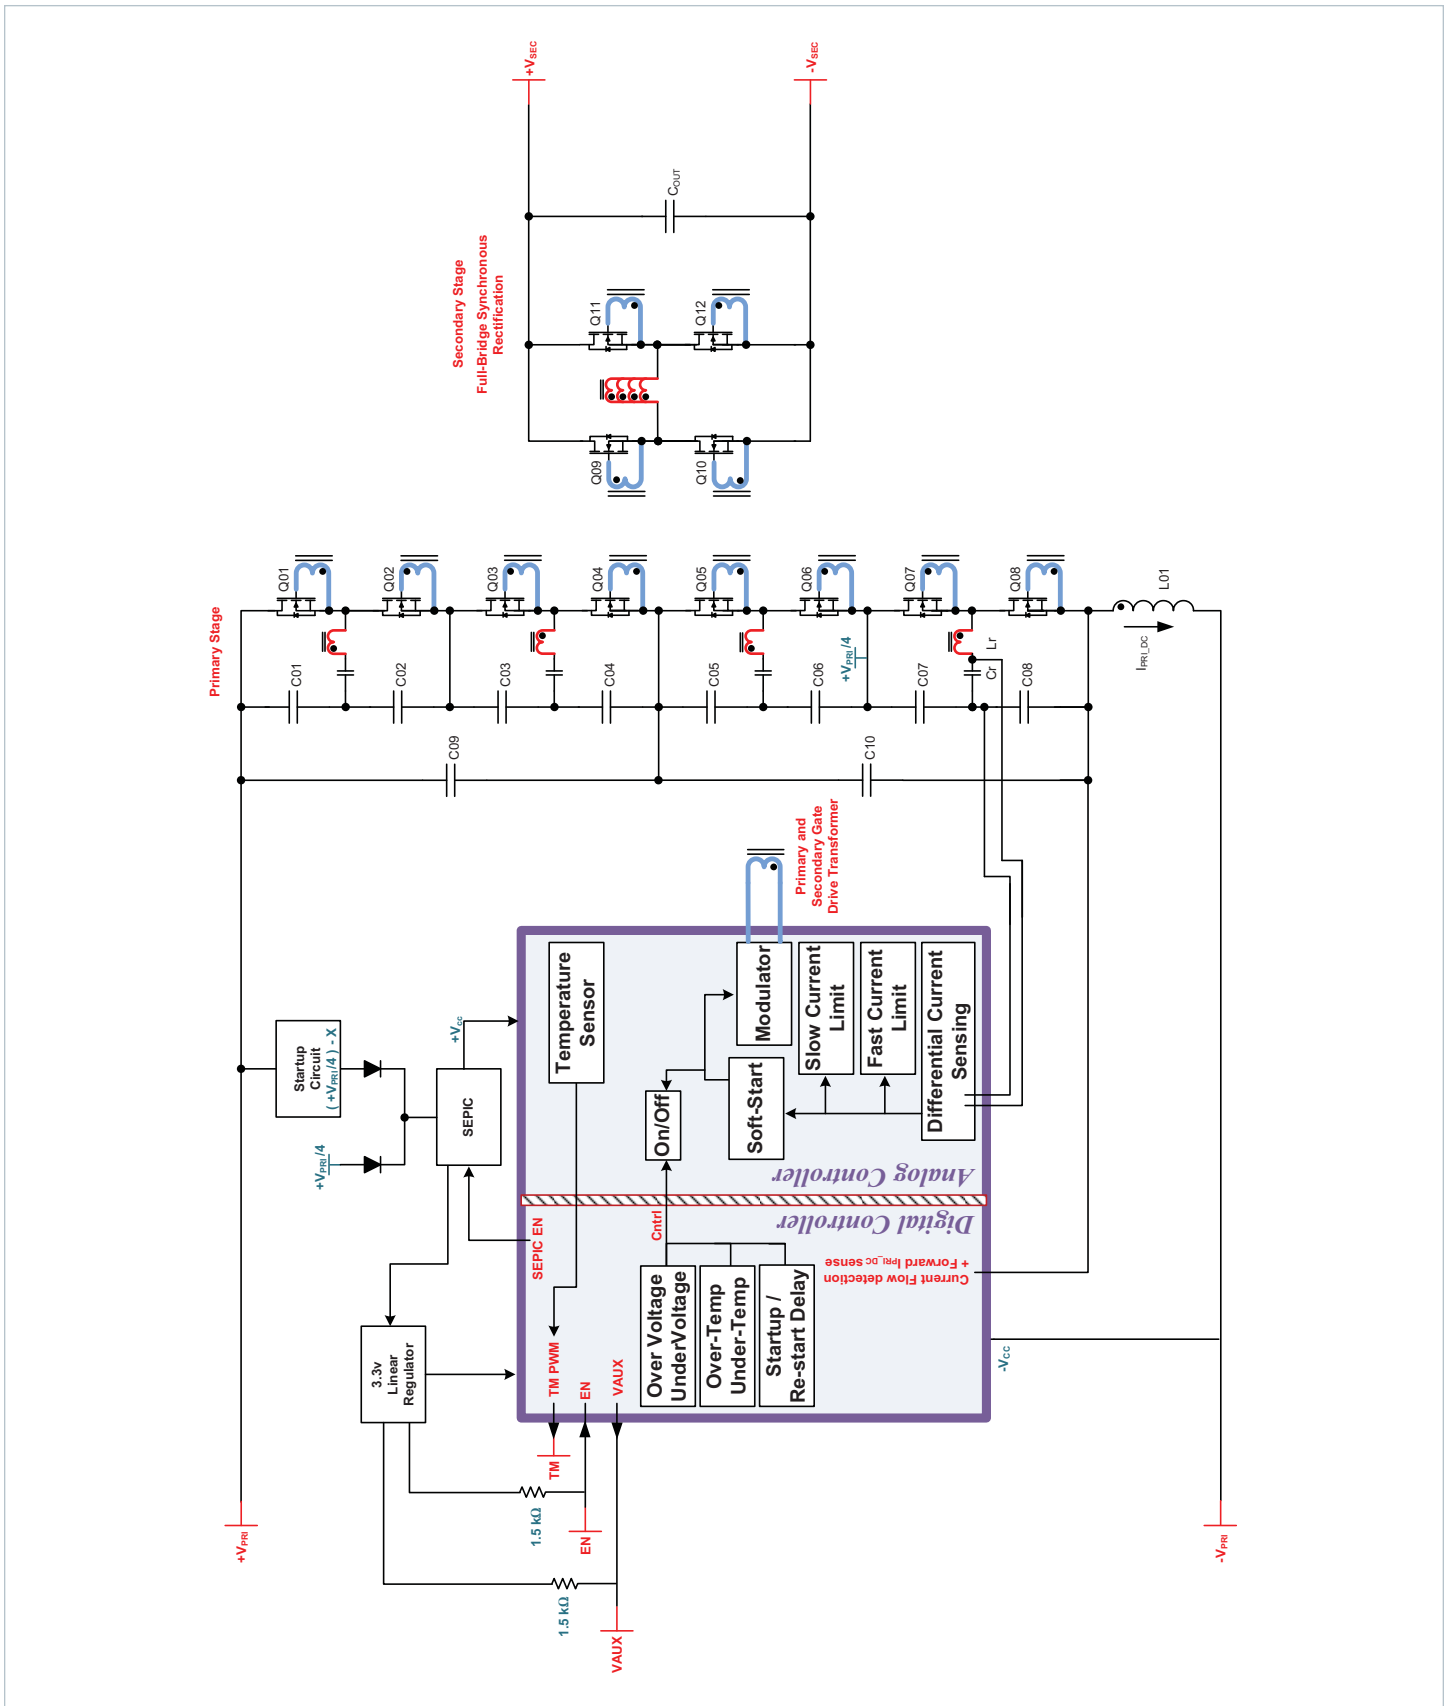 +VPRI
-VPRI
VAUX
EN
TM
1.5 kΩ
1.5 kΩ
3.3v
Linear
Regulator
+VPRI/4
Startup
Circuit
( +VPRI/4 ) - X
SEPIC
+Vcc
SEPIC EN
TM PWM
EN
VAUX
Temperature
Sensor
Cntrl
On/Off
Over Voltage
UnderVoltage
Over-Temp
Under-Temp
Startup /
Re-start Delay
Digital Controller
Analog Controller
Soft-Start
Modulator
Slow Current
Limit
Fast Current
Limit
Differential Current
Sensing
+ Forward IPRI_DC sense
Current Flow detection
-VCC
Primary and
Secondary Gate
Drive Transformer
Primary Stage
C09
C10
C01
C02
C03
C04
C05
C06
C07
C08
+VPRI/4
Cr
Lr
Q01
Q02
Q03
Q04
Q05
Q06
Q07
Q08
IPRI_DC
L01
Secondary Stage
Full-Bridge Synchronous
Rectification
Q09
Q10
Q11
Q12
COUT
+VSEC
-VSEC